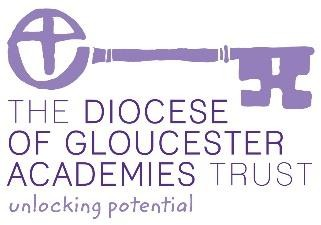 THE DIOCESE
OF GLOUCESTER
ACADEMIES TRUST
unlocking potential